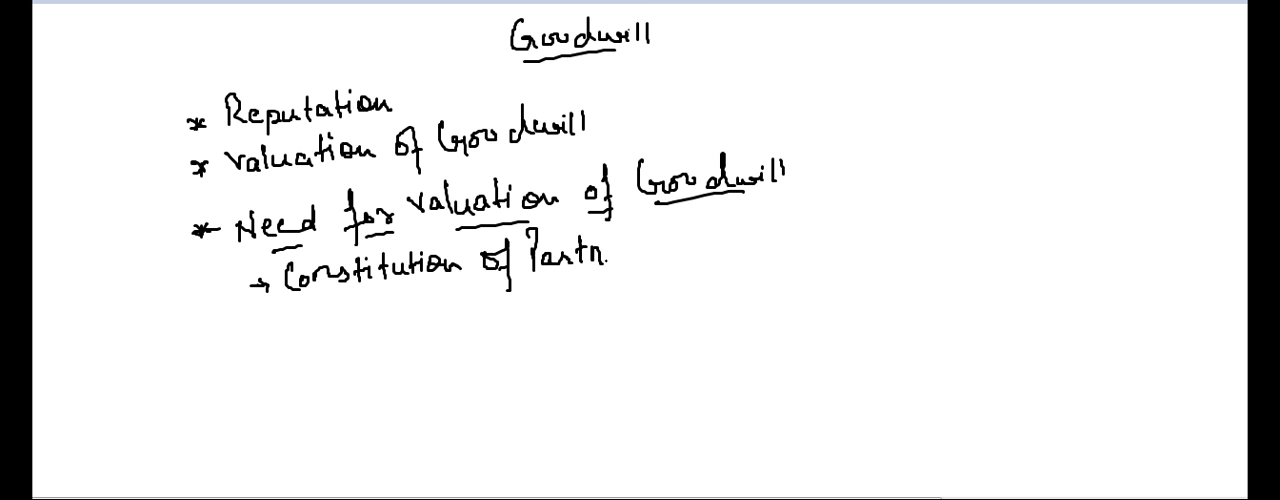 Goodwill
* Reputation
* Valuation of Goodwill
* Need for valuation of Goodwill
→ Constitution of Partn.